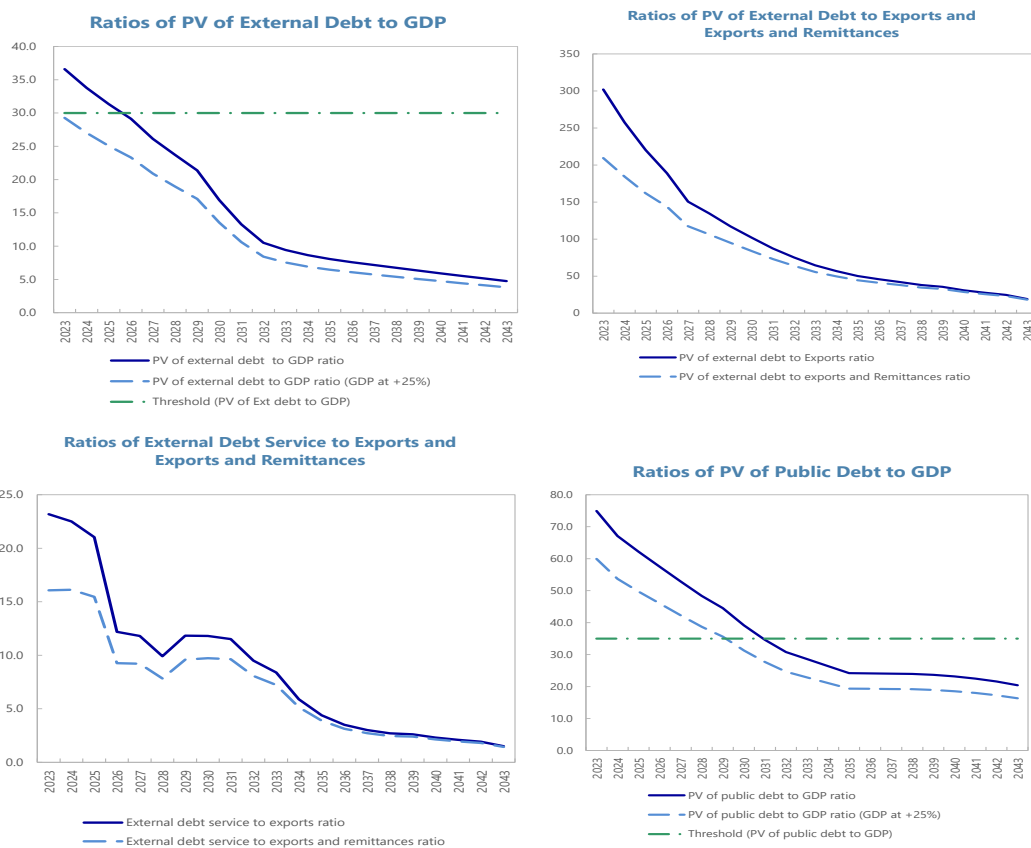 Ratios of PV of External Debt to GDP
40.0
35.0
30.0
25.0
20.0
15.0
10.0
5.0
0.0
2023 2024 2025 2026 2027 2028 2029 2030 2031 2032 2033 2034 2035 2036 2037 2038 2039 2040 2041 2042 2043
PV of external debt to GDP ratio
PV of external debt to GDP ratio (GDP at +25%)
Threshold (PV of Ext debt to GDP)
Ratios of PV of External Debt to Exports and
Exports and Remittances
350
300
250
200
150
100
50
0
2023 2024 2025 2026 2027 2028 2029 2030 2031 2032 2033 2034 2035 2036 2037 2038 2039 2040 2041 2042 2043
PV of external debt to Exports ratio
PV of external debt to exports and Remittances ratio
Ratios of External Debt Service to Exports and
Exports and Remittances
25.0
20.0
15.0
10.0
5.0
0.0
2023 2024 2025 2026 2027 2028 2029 2030 2031 2032 2033 2034 2035 2036 2037 2038 2039 2040 2041 2042 2043
External debt service to exports ratio
External debt service to exports and remittances ratio
Ratios of PV of Public Debt to GDP
80.0
70.0
60.0
50.0
40.0
30.0
20.0
10.0
0.0
2023 2024 2025 2026 2027 2028 2029 2030 2031 2032 2033 2034 2035 2036 2037 2038 2039 2040 2041 2042 2043
PV of public debt to GDP ratio
PV of public debt to GDP ratio (GDP at +25%)
Threshold (PV of public debt to GDP)